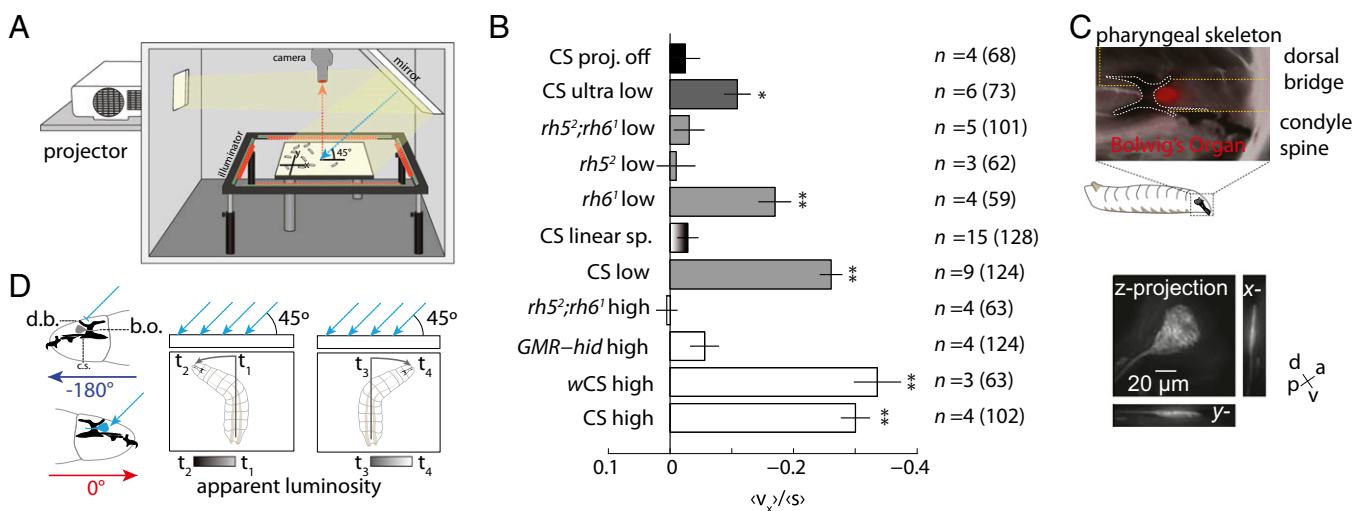 A
camera
mirror
projector
illuminator
y
x
45°
B
CS proj. off
n=4 (68)
CS ultra low
*
n=6 (73)
rh5²;rh6¹ low
n=5 (101)
rh5² low
n=3 (62)
rh6¹ low
**
n=4 (59)
CS linear sp.
n=15 (128)
CS low
**
n=9 (124)
rh5²;rh6¹ high
n=4 (63)
GMR–hid high
n=4 (124)
wCS high
**
n=3 (63)
CS high
**
n=4 (102)
0.1 0 −0.2 −0.4
‹vₓ›/‹s›
C
pharyngeal skeleton
dorsal
bridge
condyle
spine
Bolwig's Organ
z-projection
x-
20 µm
y-
d
p a
v
D
d.b.
b.o.
c.s.
-180°
0°
45°
t₂ t₁
t₂ t₁
45°
t₃ t₄
t₃ t₄
apparent luminosity